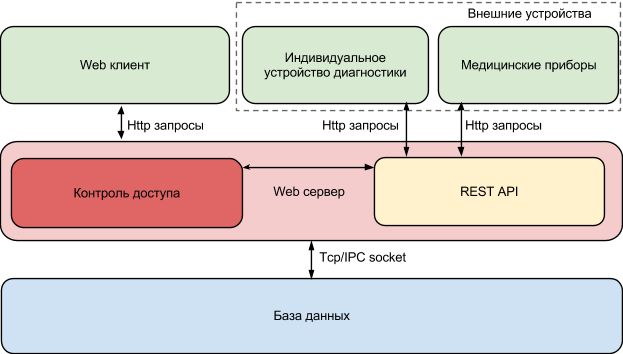 Внешние устройства
Web клиент
Индивидуальное
устройство диагностики
Медицинские приборы
Http запросы
Http запросы
Http запросы
Контроль доступа
Web сервер
REST API
Tcp/IPC socket
База данных